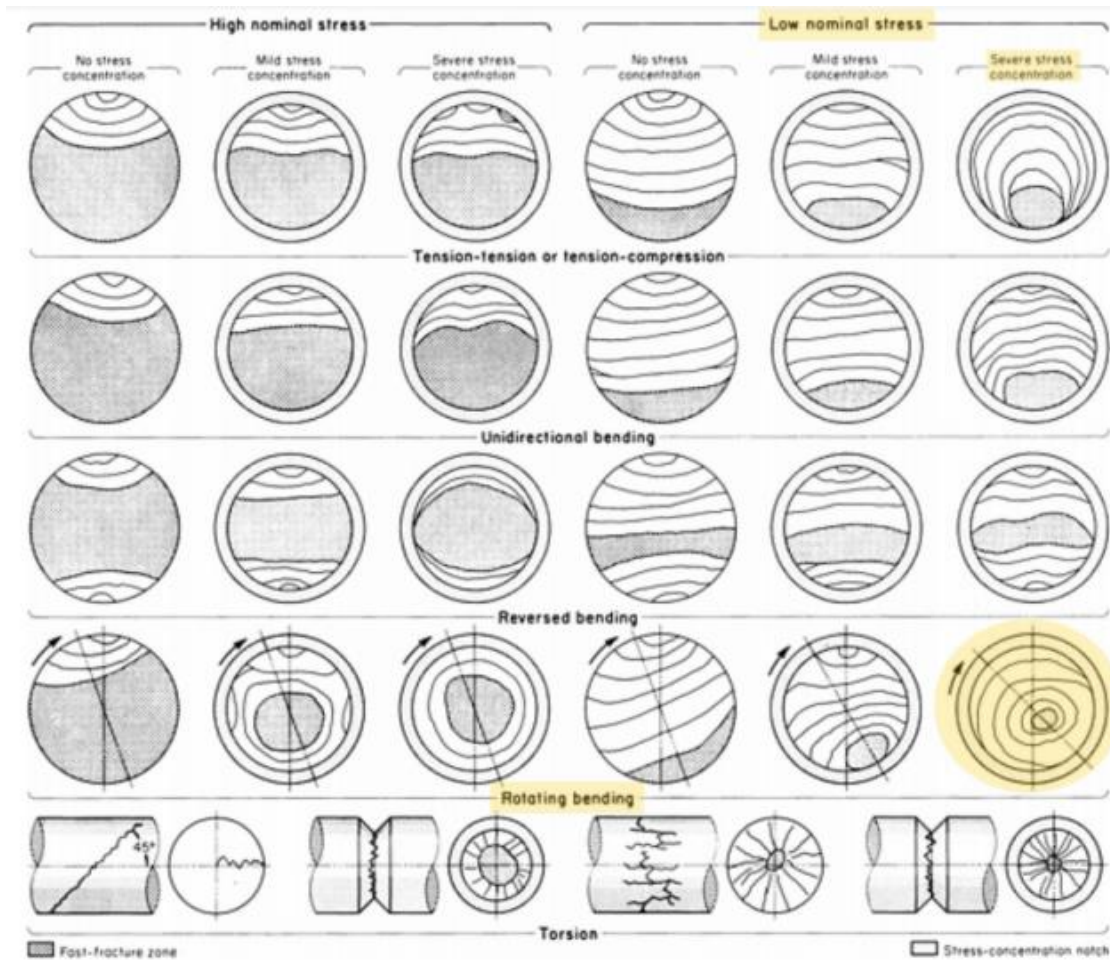 High nominal stress
Low nominal stress
No stress concentration
Mild stress concentration
Severe stress concentration
No stress concentration
Mild stress concentration
Severe stress concentration
Tension-tension or tension-compression
Unidirectional bending
Reversed bending
Rotating bending
45°
Torsion
Fast-fracture zone
Stress-concentration notch